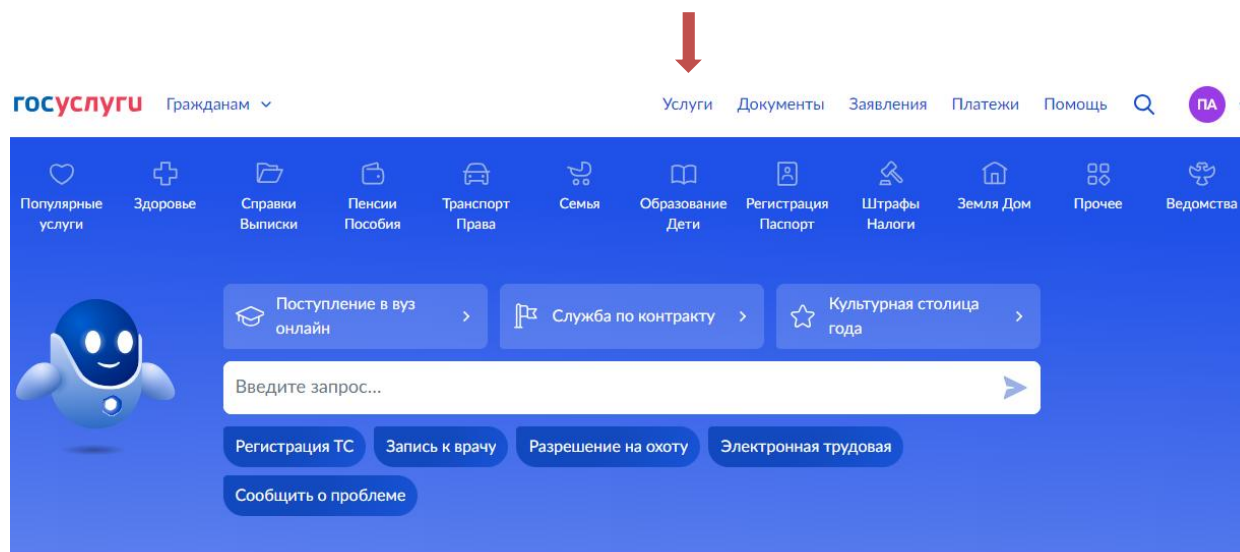 госуслуги Гражданам Услуги Документы Заявления Платежи Помощь ПА
Популярные услуги
Здоровье
Справки Выписки
Пенсии Пособия
Транспорт Права
Семья
Образование Дети
Регистрация Паспорт
Штрафы Налоги
Земля Дом
Прочее
Ведомства
Поступление в вуз онлайн
Служба по контракту
Культурная столица года
Введите запрос...
Регистрация ТС Запись к врачу Разрешение на охоту Электронная трудовая
Сообщить о проблеме